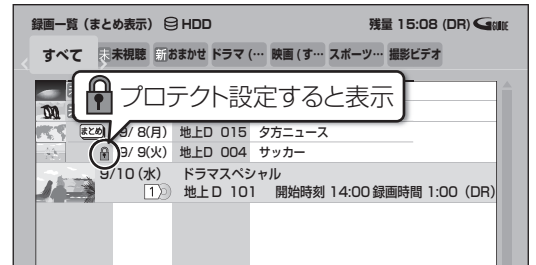 録画一覧（まとめ表示） HDD 残量 15:08 (DR) GGUIDE
すべて 未 未視聴 新 おまかせ ドラマ (… 映画 (す… スポーツ… 撮影ビデオ
プロテクト設定すると表示
まとめ 9/ 8(月) 地上D 015 夕方ニュース
9/ 9(火) 地上D 004 サッカー
9/10 (水) ドラマスペシャル
1 地上D 101 開始時刻 14:00 録画時間 1:00 (DR)